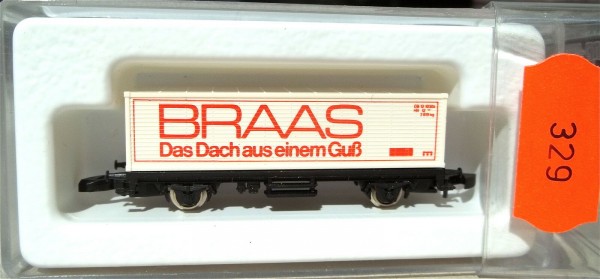 BRAAS
Das Dach aus einem Guß
329